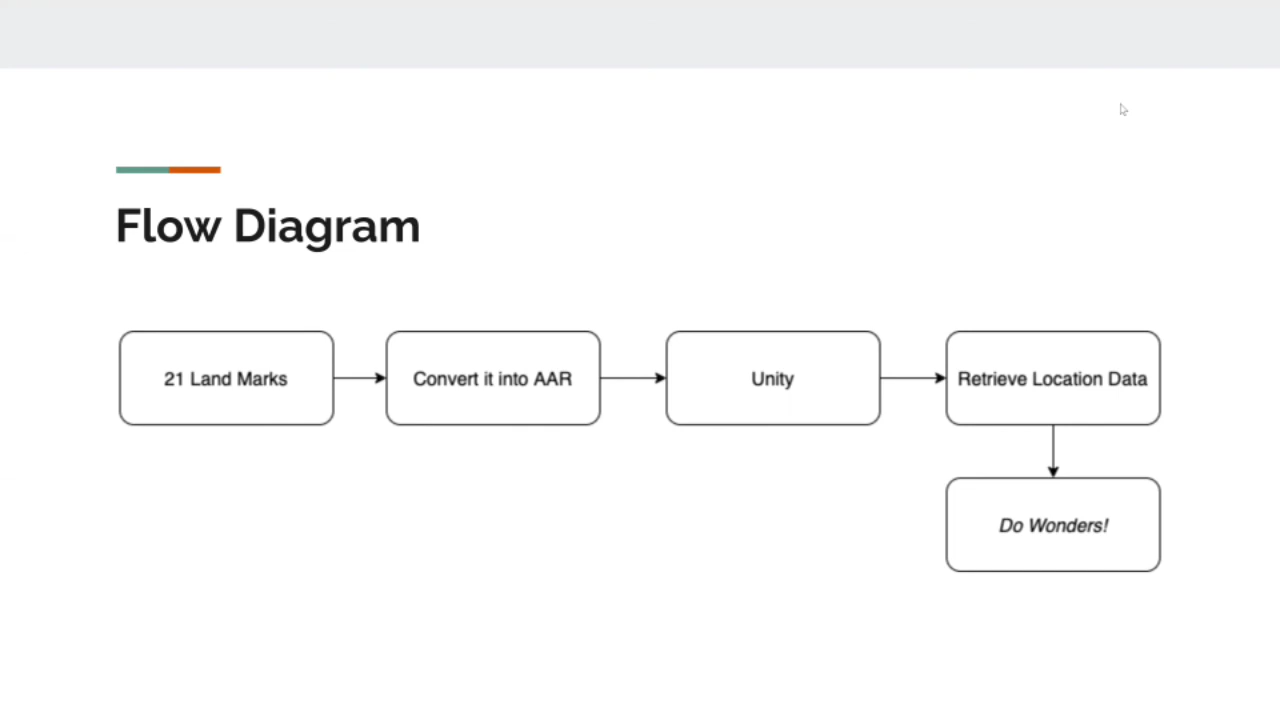 Flow Diagram
21 Land Marks
Convert it into AAR
Unity
Retrieve Location Data
Do Wonders!